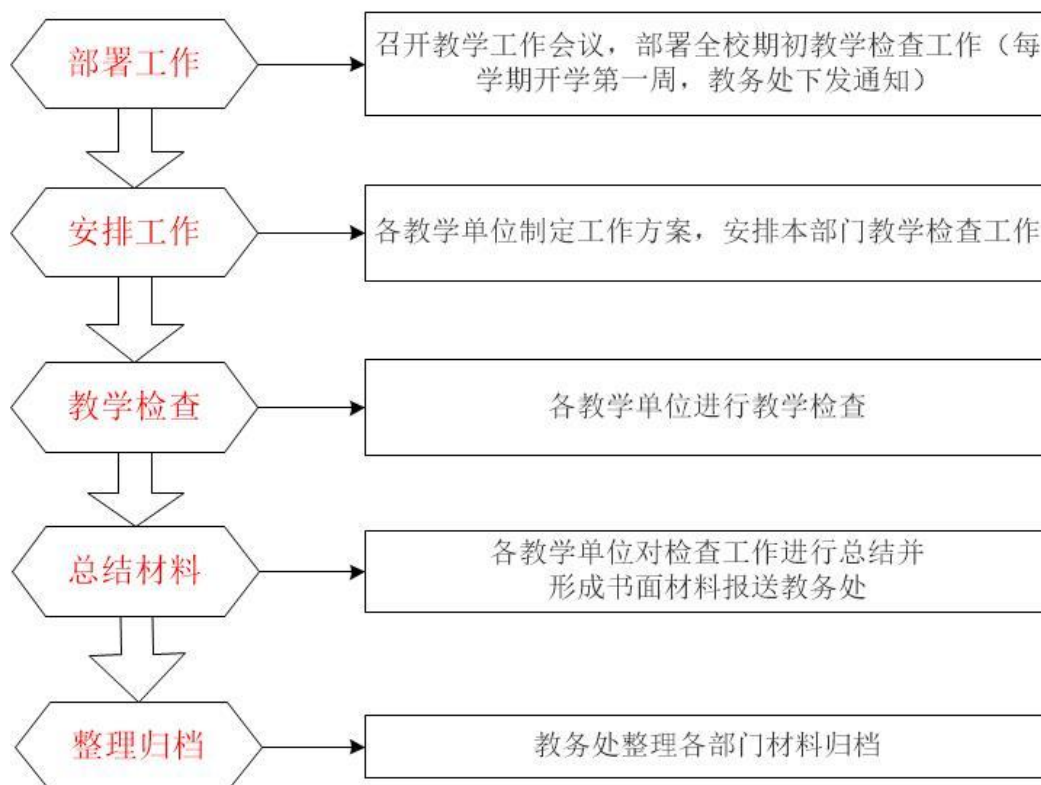 部署工作
召开教学工作会议，部署全校期初教学检查工作（每
学期开学第一周，教务处下发通知）
安排工作
各教学单位制定工作方案，安排本部门教学检查工作
教学检查
各教学单位进行教学检查
总结材料
各教学单位对检查工作进行总结并
形成书面材料报送教务处
整理归档
教务处整理各部门材料归档